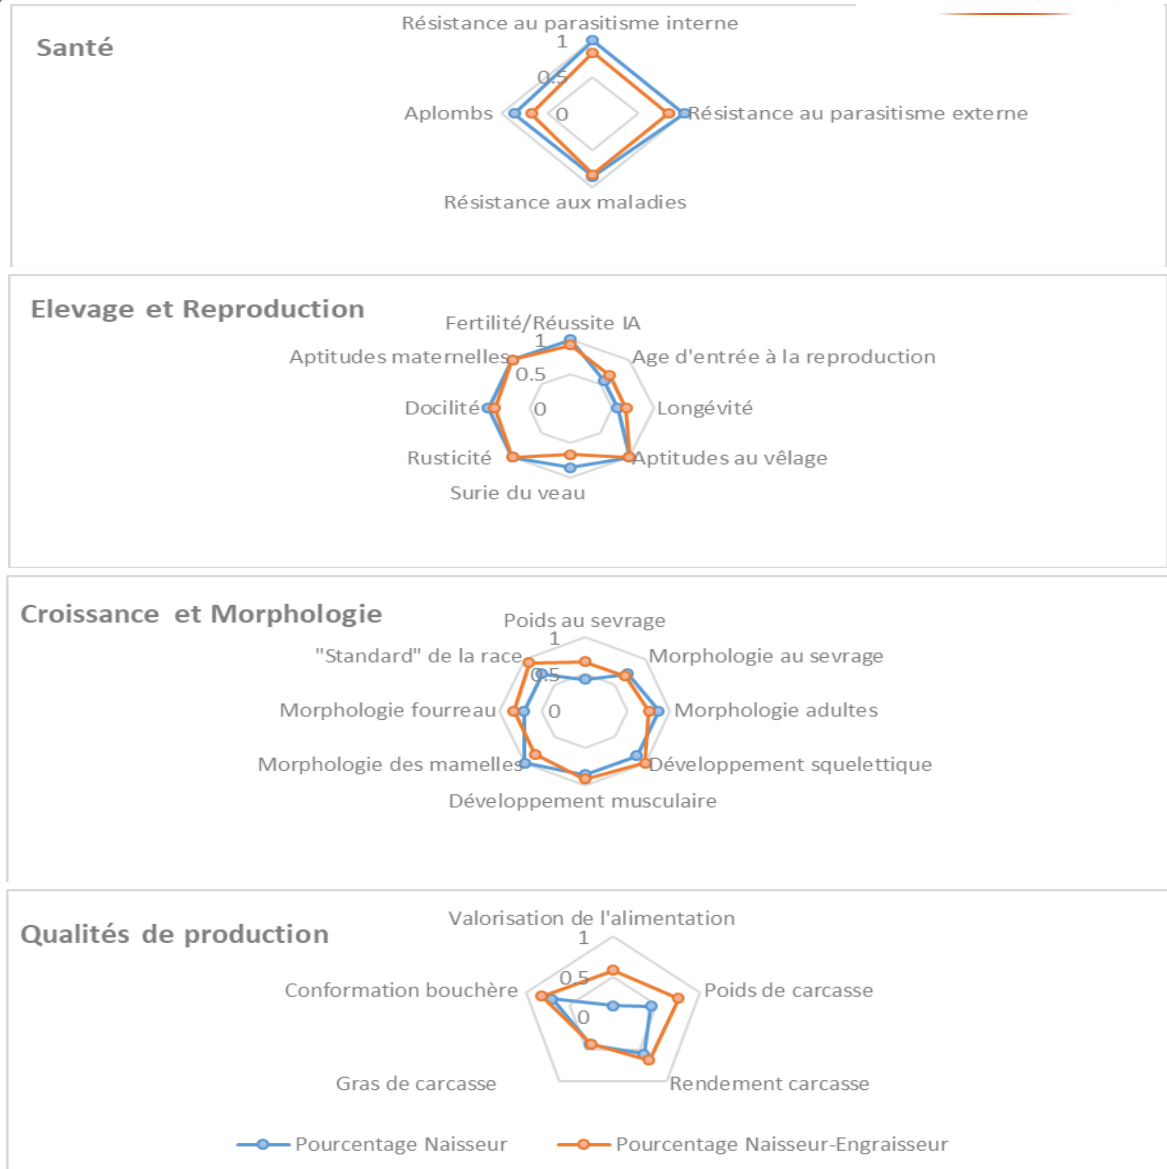 Santé
Résistance au parasitisme interne
1
0.5
0
Aplombs
Résistance au parasitisme externe
Résistance aux maladies
Elevage et Reproduction
Fertilité/Réussite IA
1
Aptitudes maternelles
Age d'entrée à la reproduction
0.5
Docilité
0
Longévité
Rusticité
Aptitudes au vêlage
Surie du veau
Croissance et Morphologie
Poids au sevrage
1
"Standard" de la race
Morphologie au sevrage
0.5
Morphologie fourreau
0
Morphologie adultes
Morphologie des mamelles
Développement squelettique
Développement musculaire
Qualités de production
Valorisation de l'alimentation
1
0.5
Conformation bouchère
Poids de carcasse
0
Gras de carcasse
Rendement carcasse
Pourcentage Naisseur
Pourcentage Naisseur-Engraisseur